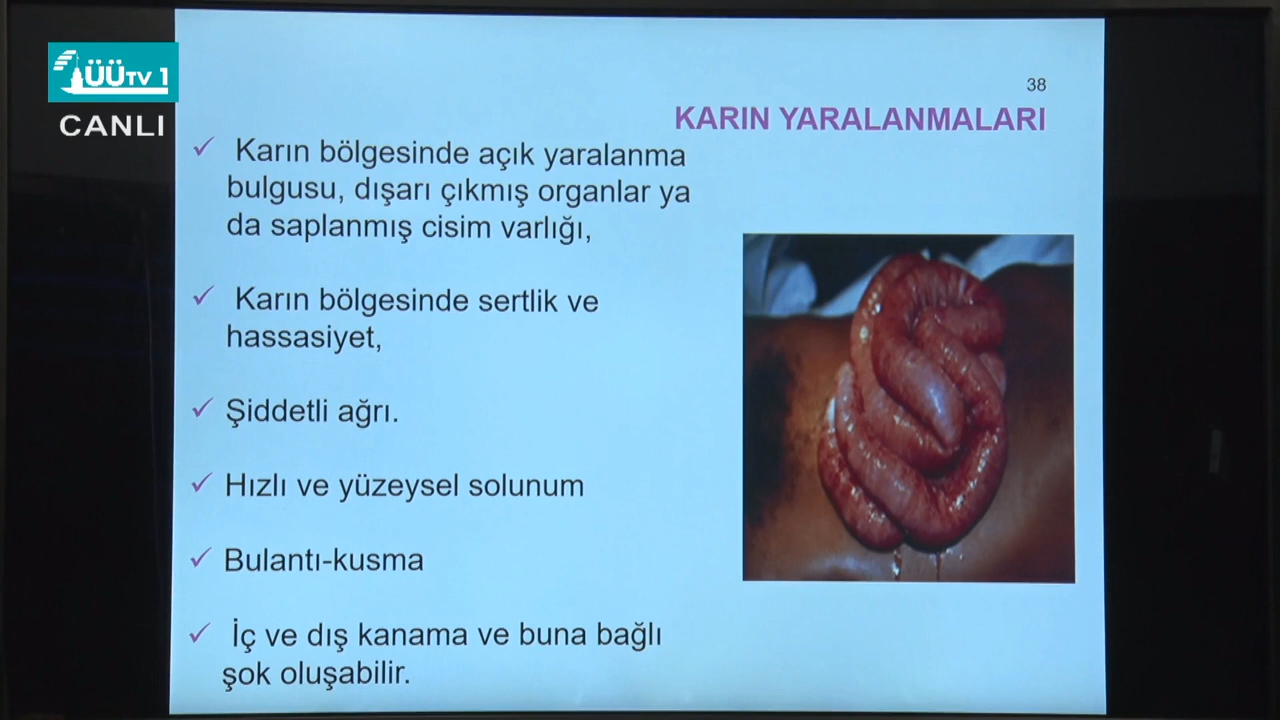 ÜÜTV 1
CANLI
38
KARIN YARALANMALARI
✓ Karın bölgesinde açık yaralanma
bulgusu, dışarı çıkmış organlar ya
da saplanmış cisim varlığı,
✓ Karın bölgesinde sertlik ve
hassasiyet,
✓ Şiddetli ağrı.
✓ Hızlı ve yüzeysel solunum
✓ Bulantı-kusma
✓ İç ve dış kanama ve buna bağlı
şok oluşabilir.